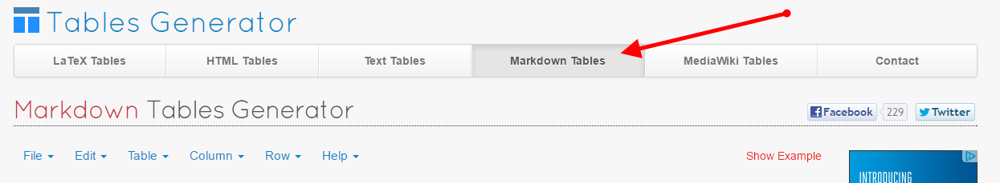 Tables Generator
LaTeX Tables HTML Tables Text Tables Markdown Tables MediaWiki Tables Contact
Markdown Tables Generator
Facebook 229 Twitter
File Edit Table Column Row Help Show Example
INTRODUCING